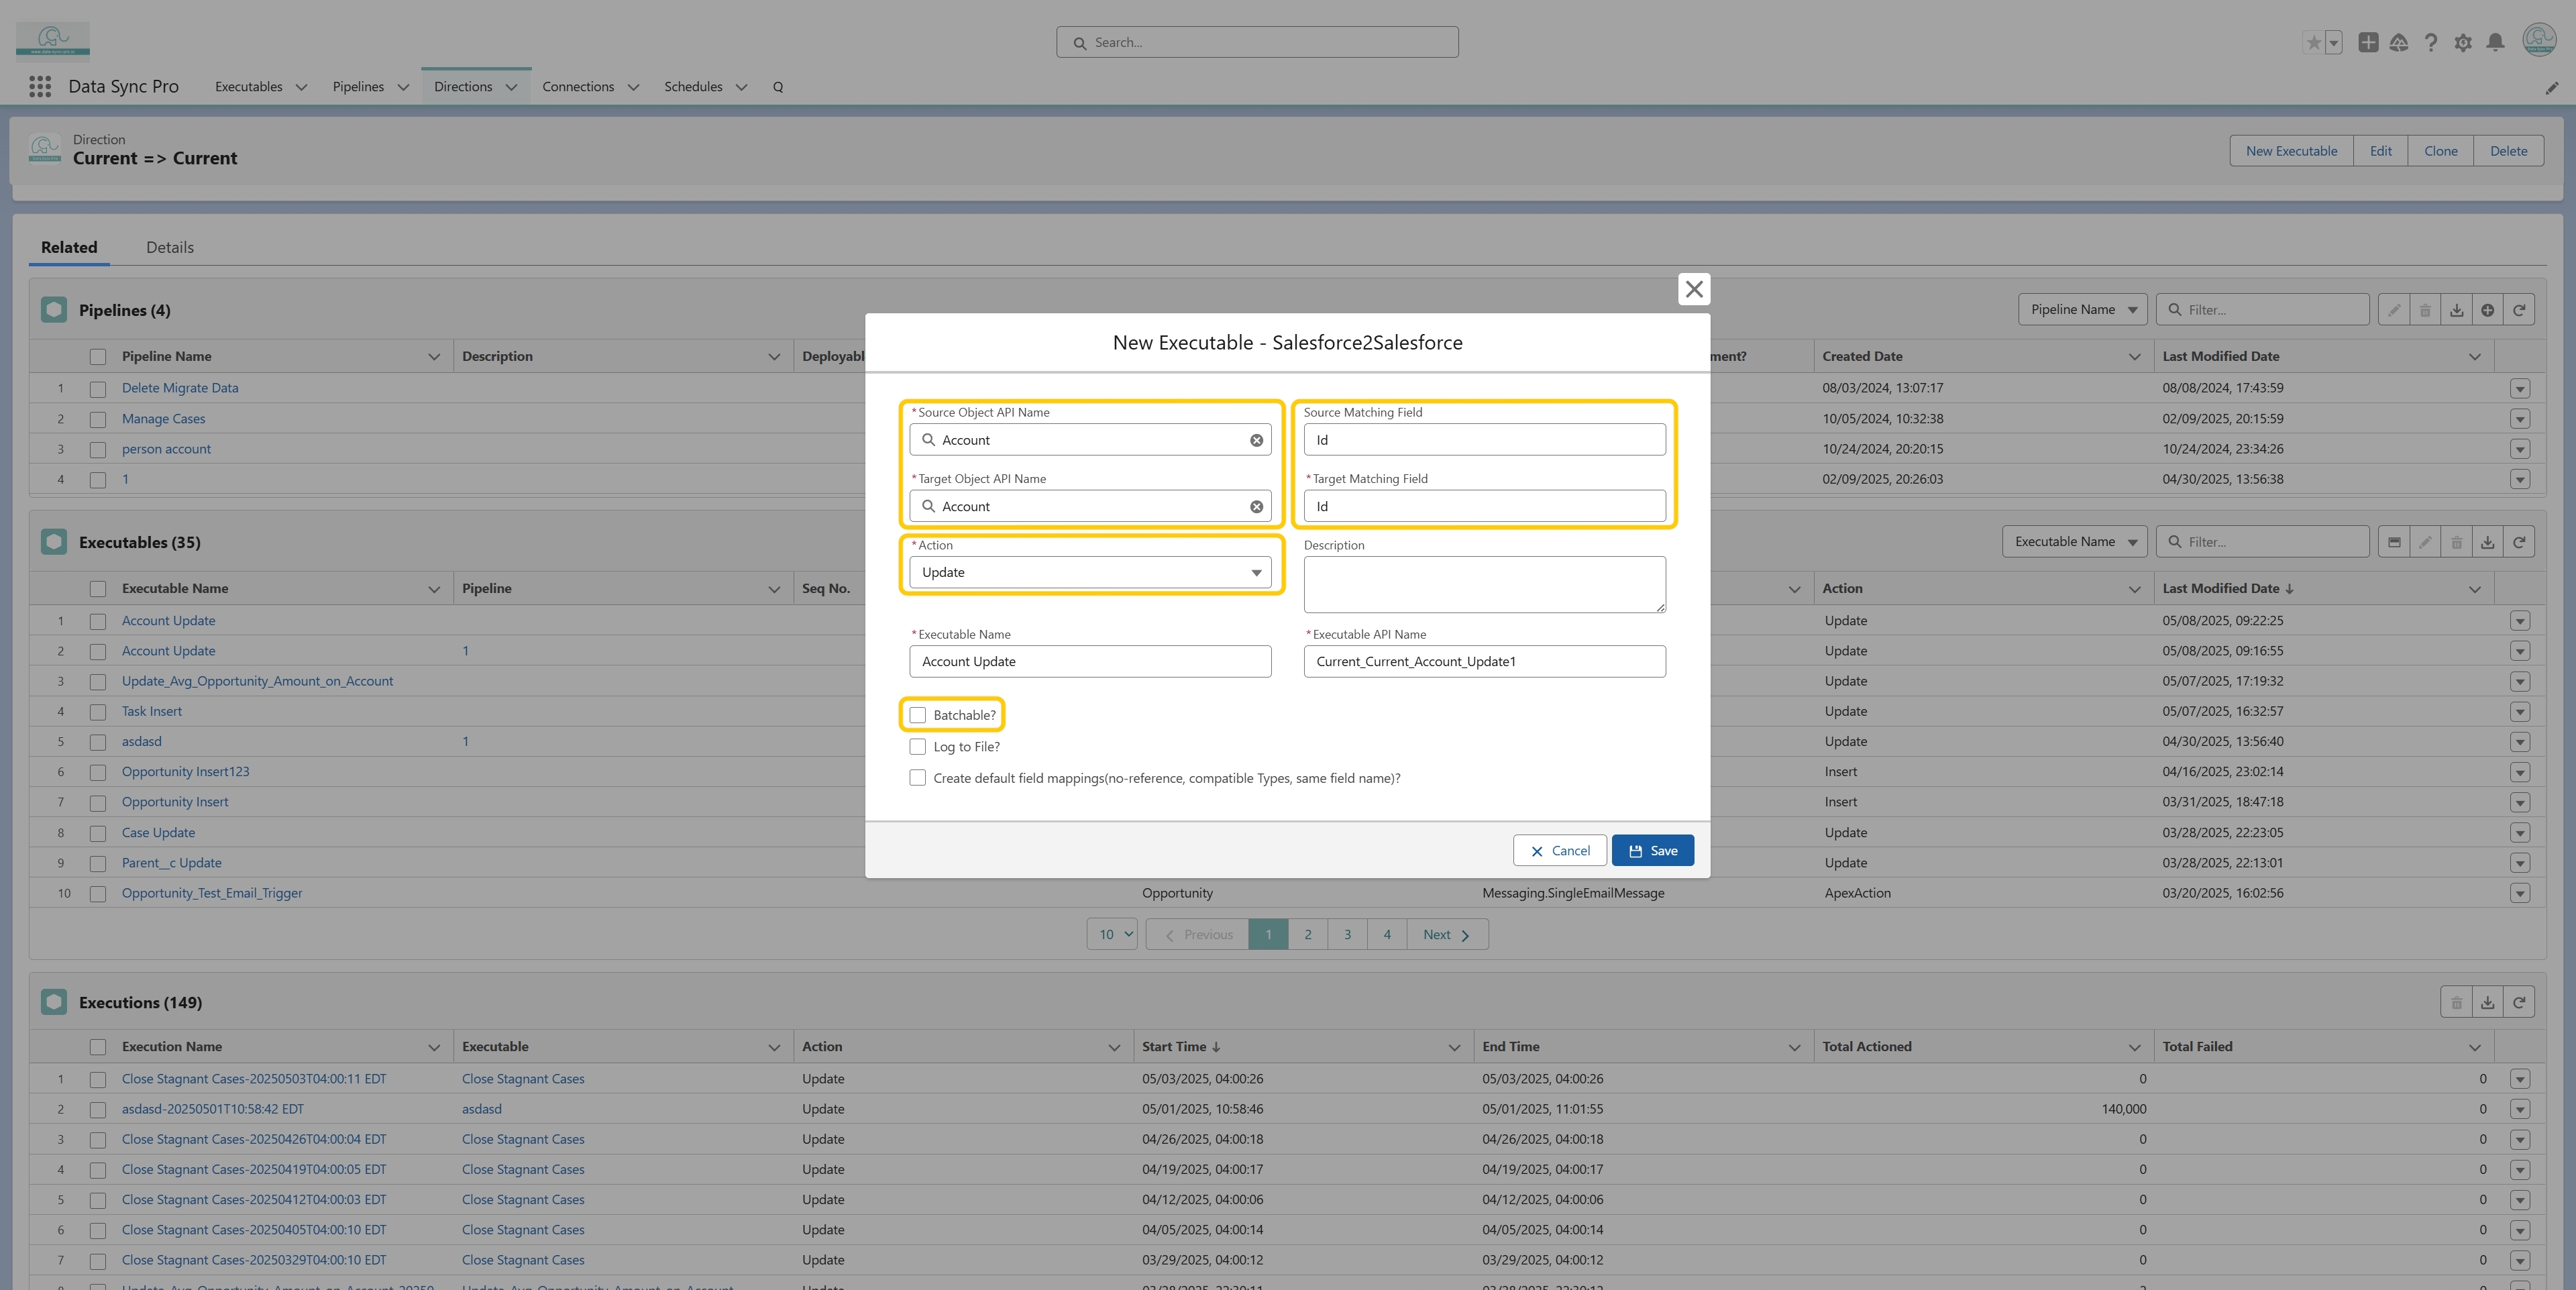 www.data-sync-pro.io
Search...
Data Sync Pro Executables Pipelines Directions Connections Schedules Q
Direction
Current => Current
New Executable Edit Clone Delete
Related Details
Pipelines (4)
Pipeline Name Filter...
Pipeline Name Description Deployabl ment? Created Date Last Modified Date
1 Delete Migrate Data 08/03/2024, 13:07:17 08/08/2024, 17:43:59
2 Manage Cases 10/05/2024, 10:32:38 02/09/2025, 20:15:59
3 person account 10/24/2024, 20:20:15 10/24/2024, 23:34:26
4 1 02/09/2025, 20:26:03 04/30/2025, 13:56:38
Executables (35)
Executable Name Filter...
Executable Name Pipeline Seq No. Action Last Modified Date
1 Account Update Update 05/08/2025, 09:22:25
2 Account Update 1 Update 05/08/2025, 09:16:55
3 Update_Avg_Opportunity_Amount_on_Account Update 05/07/2025, 17:19:32
4 Task Insert Update 05/07/2025, 16:32:57
5 asdasd 1 Update 04/30/2025, 13:56:40
6 Opportunity Insert123 Insert 04/16/2025, 23:02:14
7 Opportunity Insert Insert 03/31/2025, 18:47:18
8 Case Update Update 03/28/2025, 22:23:05
9 Parent__c Update Update 03/28/2025, 22:13:01
10 Opportunity_Test_Email_Trigger Opportunity Messaging.SingleEmailMessage ApexAction 03/20/2025, 16:02:56
10 Previous 1 2 3 4 Next
New Executable - Salesforce2Salesforce
* Source Object API Name Source Matching Field
Account Id
* Target Object API Name * Target Matching Field
Account Id
* Action Description
Update
* Executable Name * Executable API Name
Account Update Current_Current_Account_Update1
Batchable?
Log to File?
Create default field mappings(no-reference, compatible Types, same field name)?
Cancel Save
Executions (149)
Execution Name Executable Action Start Time End Time Total Actioned Total Failed
1 Close Stagnant Cases-20250503T04:00:11 EDT Close Stagnant Cases Update 05/03/2025, 04:00:26 05/03/2025, 04:00:26 0 0
2 asdasd-20250501T10:58:42 EDT asdasd Update 05/01/2025, 10:58:46 05/01/2025, 11:01:55 140,000 0
3 Close Stagnant Cases-20250426T04:00:04 EDT Close Stagnant Cases Update 04/26/2025, 04:00:18 04/26/2025, 04:00:18 0 0
4 Close Stagnant Cases-20250419T04:00:05 EDT Close Stagnant Cases Update 04/19/2025, 04:00:17 04/19/2025, 04:00:17 0 0
5 Close Stagnant Cases-20250412T04:00:03 EDT Close Stagnant Cases Update 04/12/2025, 04:00:06 04/12/2025, 04:00:06 0 0
6 Close Stagnant Cases-20250405T04:00:10 EDT Close Stagnant Cases Update 04/05/2025, 04:00:14 04/05/2025, 04:00:14 0 0
7 Close Stagnant Cases-20250329T04:00:10 EDT Close Stagnant Cases Update 03/29/2025, 04:00:12 03/29/2025, 04:00:12 0 0